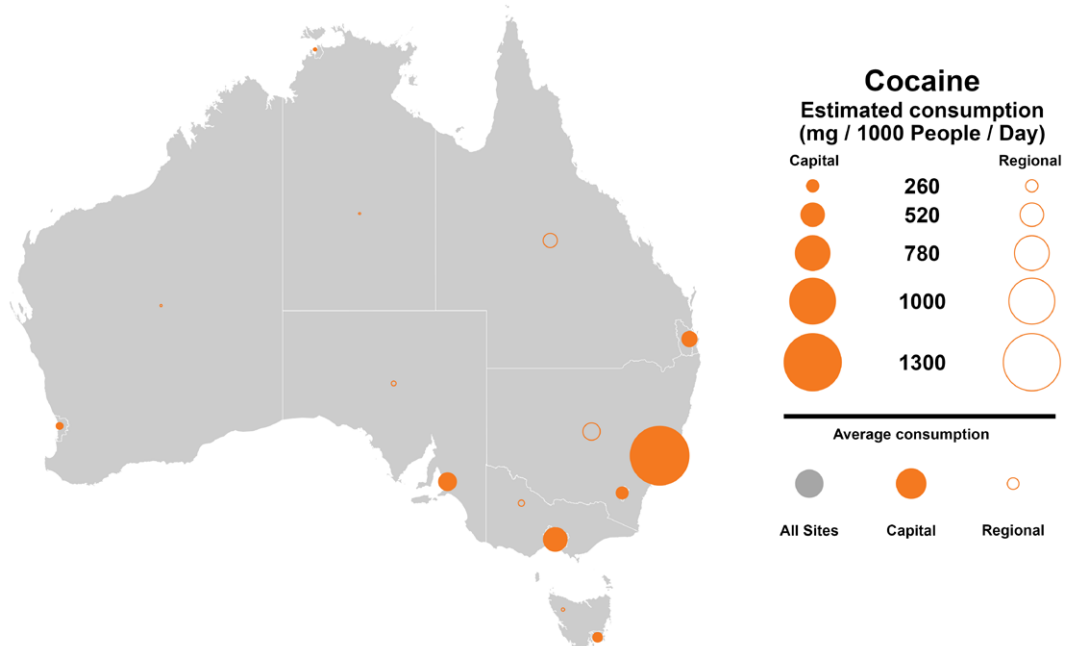 Cocaine
Estimated consumption
(mg / 1000 People / Day)
Capital Regional
260
520
780
1000
1300
Average consumption
All Sites Capital Regional